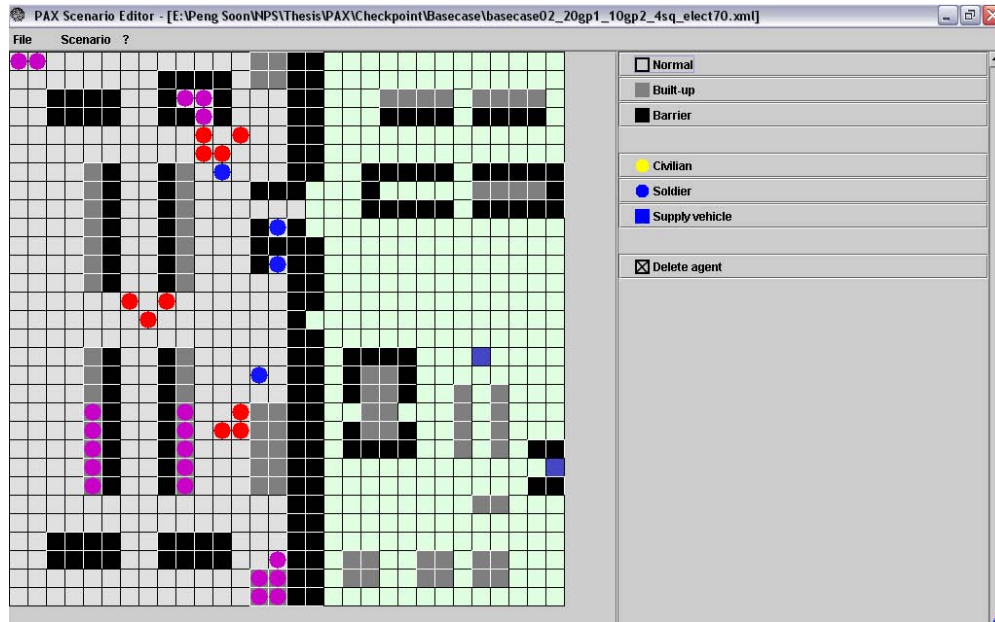 PAX Scenario Editor - [E:\Peng Soon\NPS\Thesis\PAX\Checkpoint\Basecase\basecase02_20gp1_10gp2_4sq_elect70.xml]
File Scenario ?
Normal
Built-up
Barrier
Civilian
Soldier
Supply vehicle
Delete agent